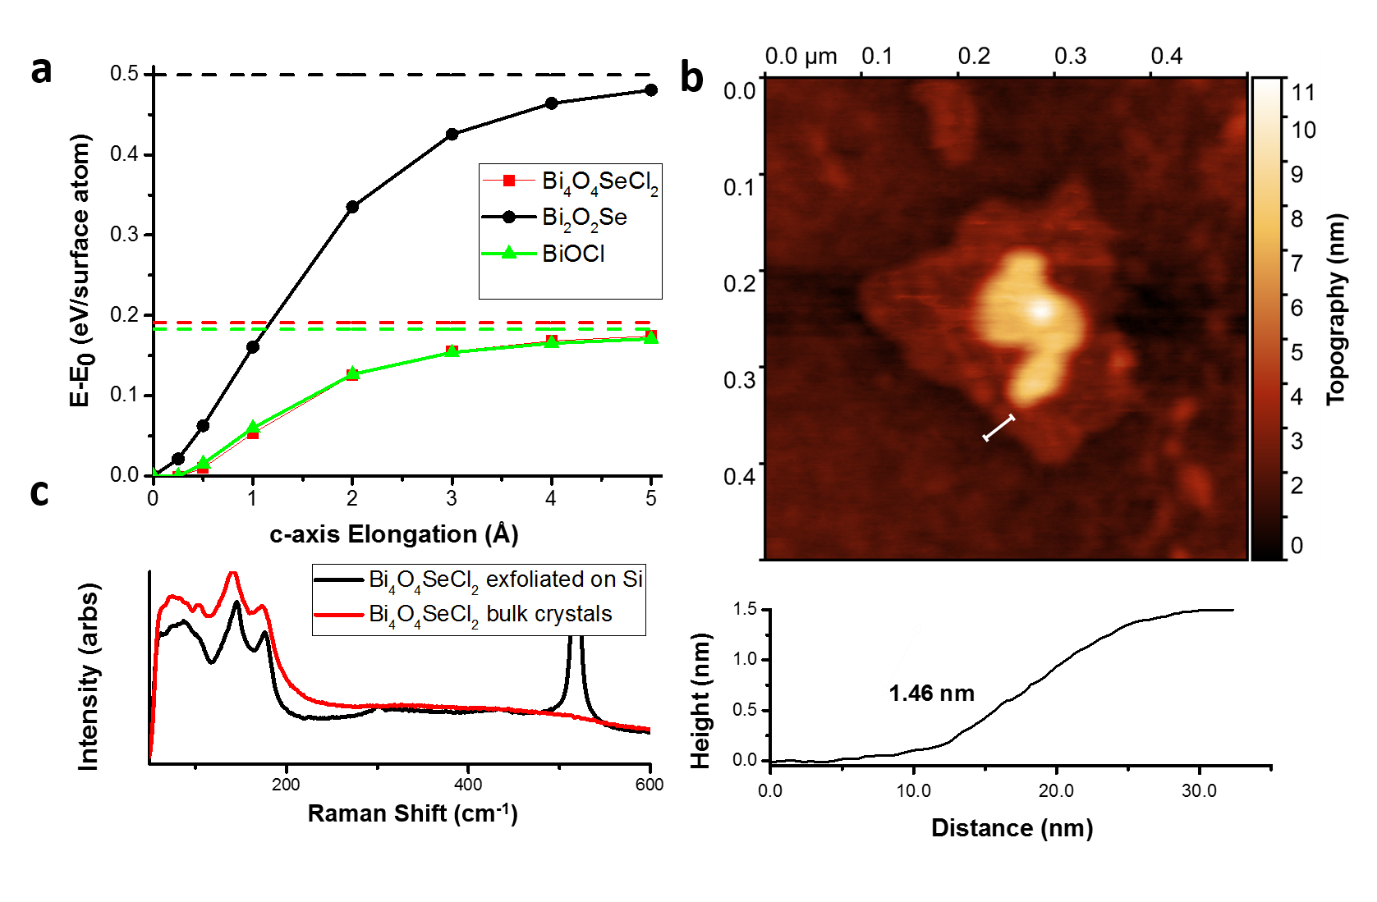 a
0.5
0.4
0.3
0.2
0.1
0.0
E-E₀ (eV/surface atom)
Bi₄O₄SeCl₂
Bi₂O₂Se
BiOCl
0 1 2 3 4 5
c-axis Elongation (Å)
b
0.0 µm 0.1 0.2 0.3 0.4
0.0
0.1
0.2
0.3
0.4
11
10
9
8
7
6
5
4
3
2
0
Topography (nm)
c
Intensity (arbs)
Bi₄O₄SeCl₂ exfoliated on Si
Bi₄O₄SeCl₂ bulk crystals
200 400 600
Raman Shift (cm⁻¹)
1.5
1.0
0.5
0.0
Height (nm)
1.46 nm
0.0 10.0 20.0 30.0
Distance (nm)